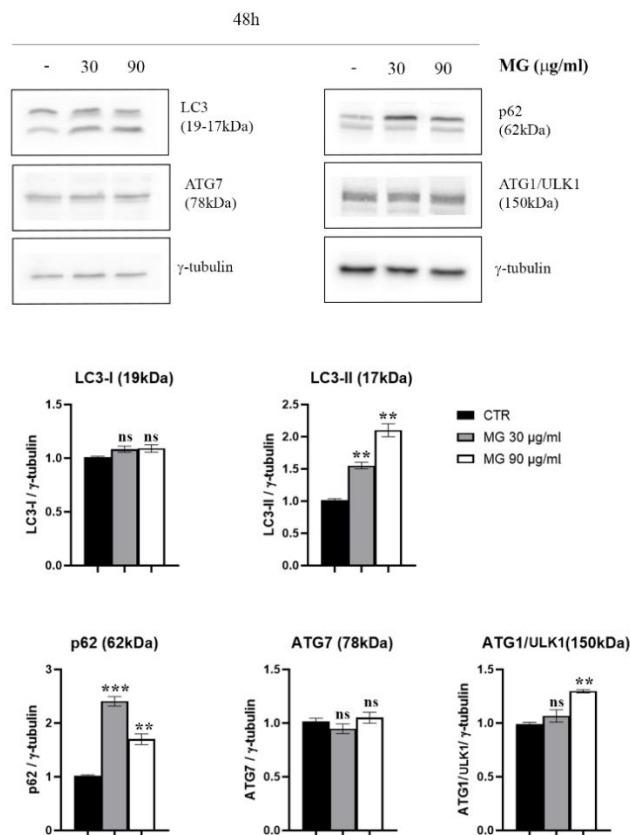 48h
- 30 90
- 30 90 MG (µg/ml)
LC3
(19-17kDa)
p62
(62kDa)
ATG7
(78kDa)
ATG1/ULK1
(150kDa)
γ-tubulin
γ-tubulin
LC3-I (19kDa)
LC3-I / γ-tubulin
1.5
1.0
0.5
0.0
ns ns
LC3-II (17kDa)
LC3-II / γ-tubulin
2.5
2.0
1.5
1.0
0.5
0.0
**
**
CTR
MG 30 µg/ml
MG 90 µg/ml
p62 (62kDa)
p62 / γ-tubulin
3
2
1
0
***
**
ATG7 (78kDa)
ATG7 / γ-tubulin
1.5
1.0
0.5
0.0
ns
ns
ATG1/ULK1(150kDa)
ATG1/ULK1/ γ-tubulin
1.5
1.0
0.5
0.0
ns
**